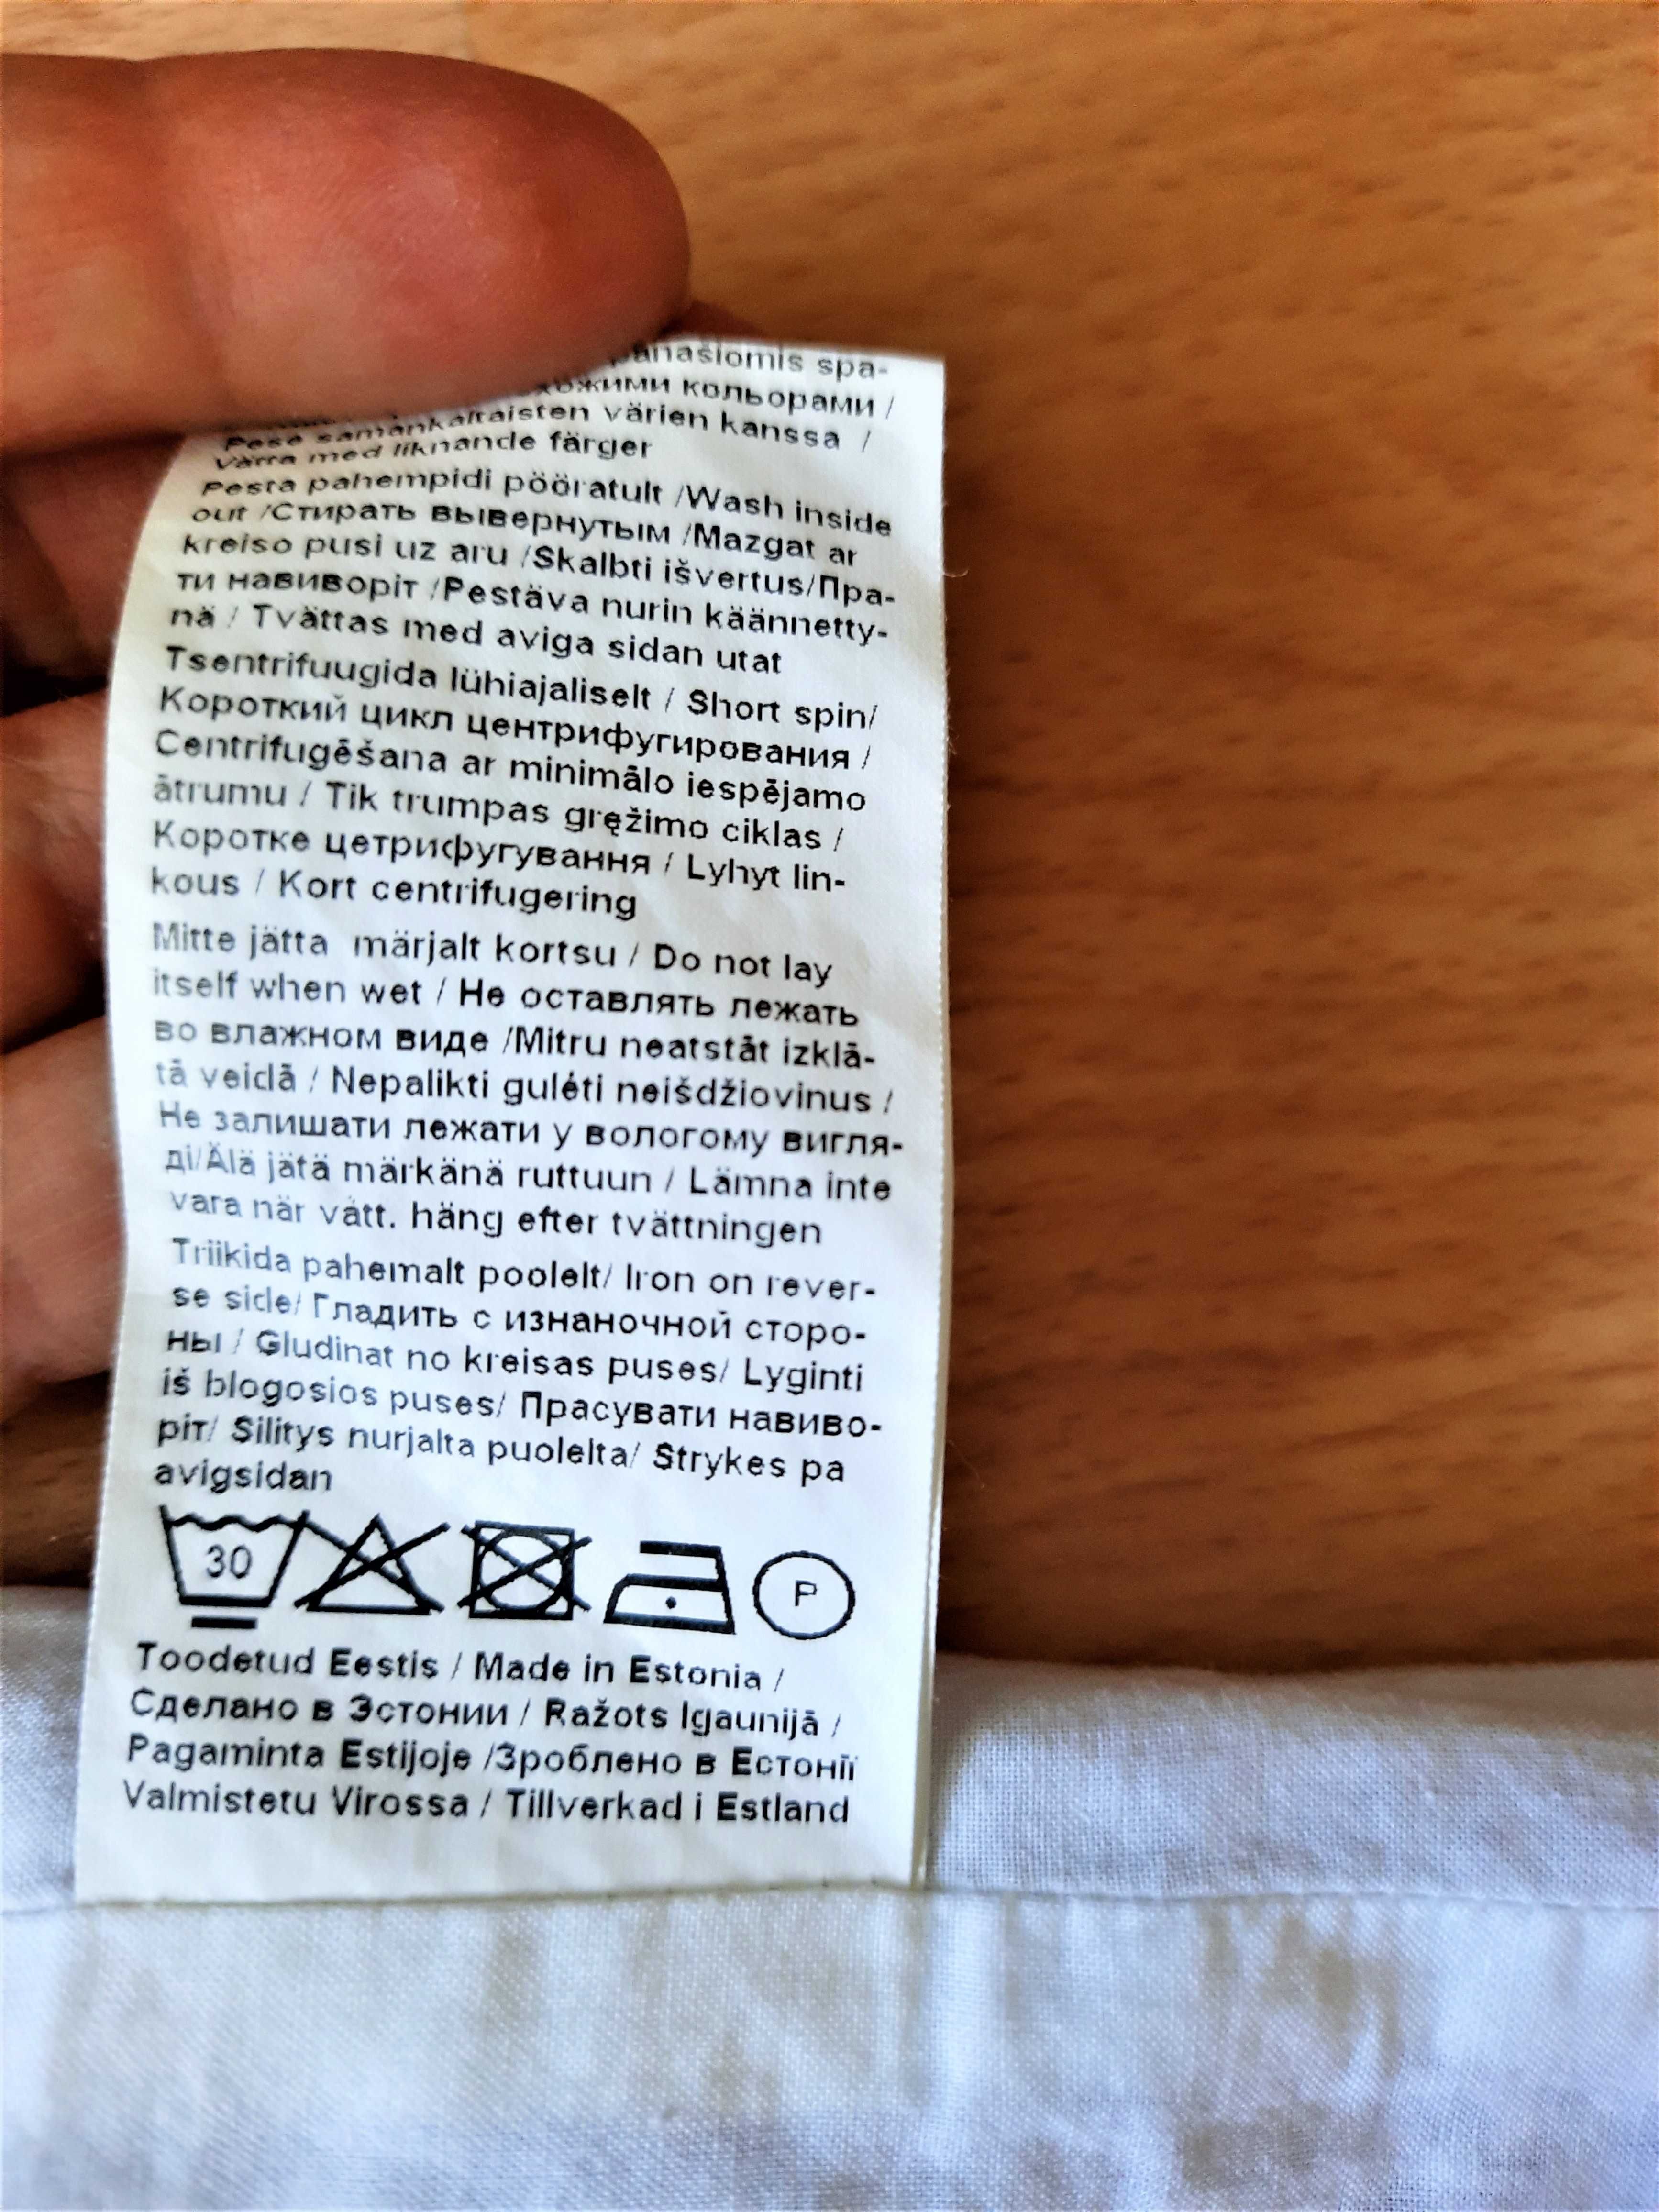 panašiomis spa-
кольорами /
Pese samankaltaisten värien kanssa /
Värra med liknande färger
Pesta pahempidi pööratult /Wash inside
out /Стирать вывернутым /Mazgat ar
kreiso pusi uz aru /Skalbti išvertus/Пра-
ти навиворіт /Pestävä nurin käännetty-
nä / Tvättas med aviga sidan utat
Tsentrifuugida lühiajaliselt / Short spin/
Короткий цикл центрифугирования /
Centrifugēšana ar minimālo iespējamo
ātrumu / Tik trumpas gręžimo ciklas /
Коротке цетрифугування / Lyhyt lin-
kous / Kort centrifugering
Mitte jätta märjalt kortsu / Do not lay
itself when wet / Не оставлять лежать
во влажном виде /Mitru neatstāt izklā-
tā veidā / Nepalikti gulėti neišdžiovinus /
Не залишати лежати у вологому вигля-
ді/Älä jätä märkänä ruttuun / Lämna inte
vara när vått. häng efter tvättningen
Triikida pahemalt poolelt/ Iron on rever-
se side/ Гладить с изнаночной сторо-
ны / Gludinat no kreisas puses/ Lyginti
iš blogosios puses/ Прасувати навиво-
ріт/ Silitys nurjalta puolelta/ Strykes pa
avigsidan
30 P
Toodetud Eestis / Made in Estonia /
Сделано в Эстонии / Ražots Igaunijā /
Pagaminta Estijoje /Зроблено в Естонії
Valmistetu Virossa / Tillverkad i Estland